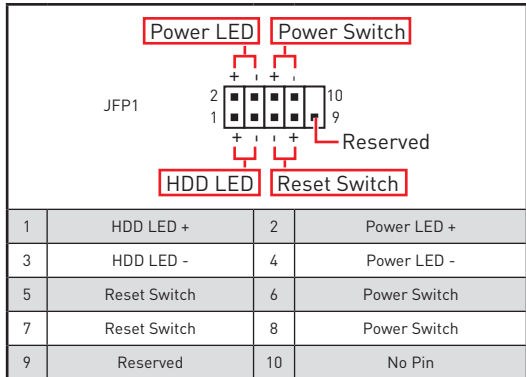 Power LED Power Switch
+ - + -
JFP1
2 10
1 9
+ - - +
Reserved
HDD LED Reset Switch
1 HDD LED + 2 Power LED +
3 HDD LED - 4 Power LED -
5 Reset Switch 6 Power Switch
7 Reset Switch 8 Power Switch
9 Reserved 10 No Pin